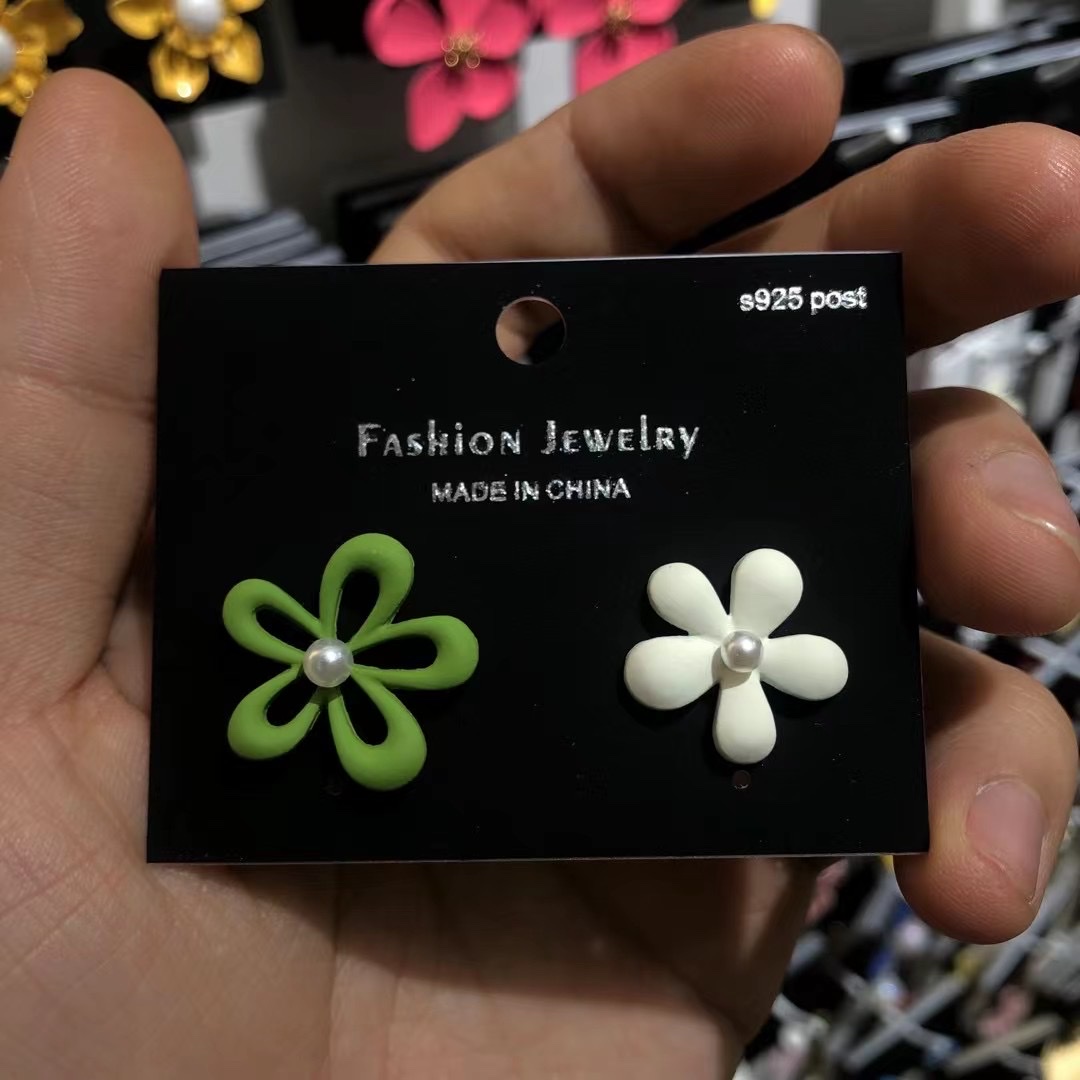 s925 post
Fashion Jewelry
MADE IN CHINA